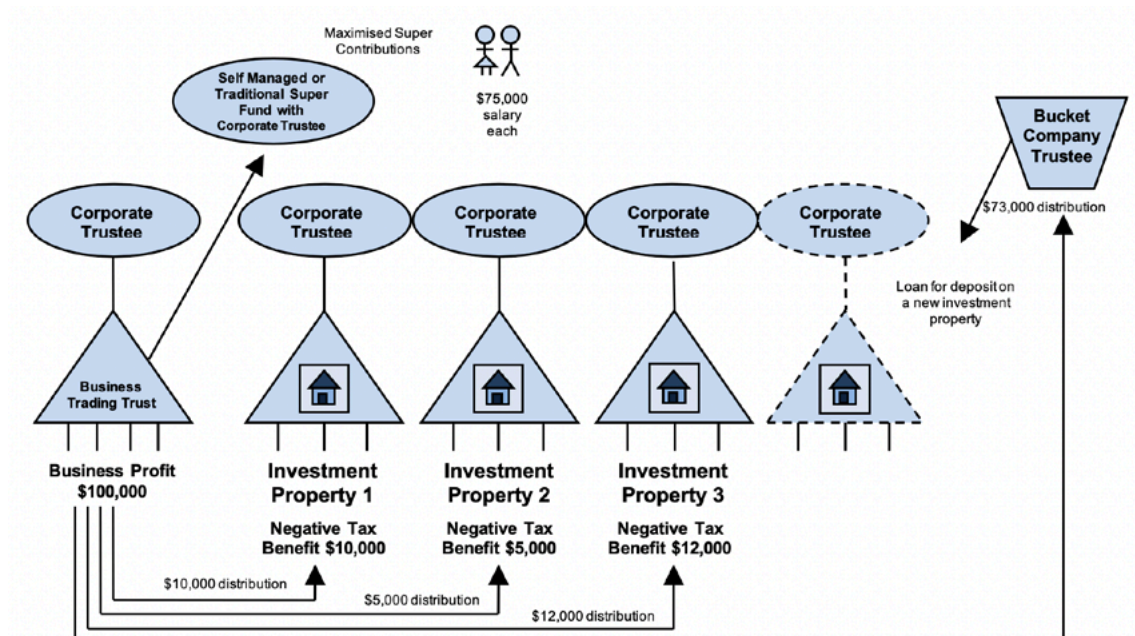 Maximised Super
Contributions
Self Managed or
Traditional Super
Fund with
Corporate Trustee
$75,000
salary
each
Bucket
Company
Trustee
$73,000 distribution
Corporate
Trustee
Corporate
Trustee
Corporate
Trustee
Corporate
Trustee
Corporate
Trustee
Loan for deposit on
a new investment
property
Business
Trading Trust
Business Profit
$100,000
Investment
Property 1
Negative Tax
Benefit $10,000
Investment
Property 2
Negative Tax
Benefit $5,000
Investment
Property 3
Negative Tax
Benefit $12,000
$10,000 distribution
$5,000 distribution
$12,000 distribution